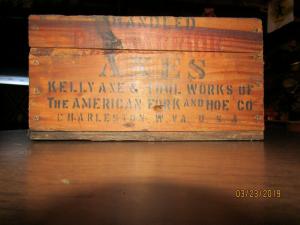 HANDLED
AXES
KELLY AXE & TOOL WORKS OF
THE AMERICAN FORK AND HOE CO
CHARLESTON W.VA. U.S.A
03/23/2019